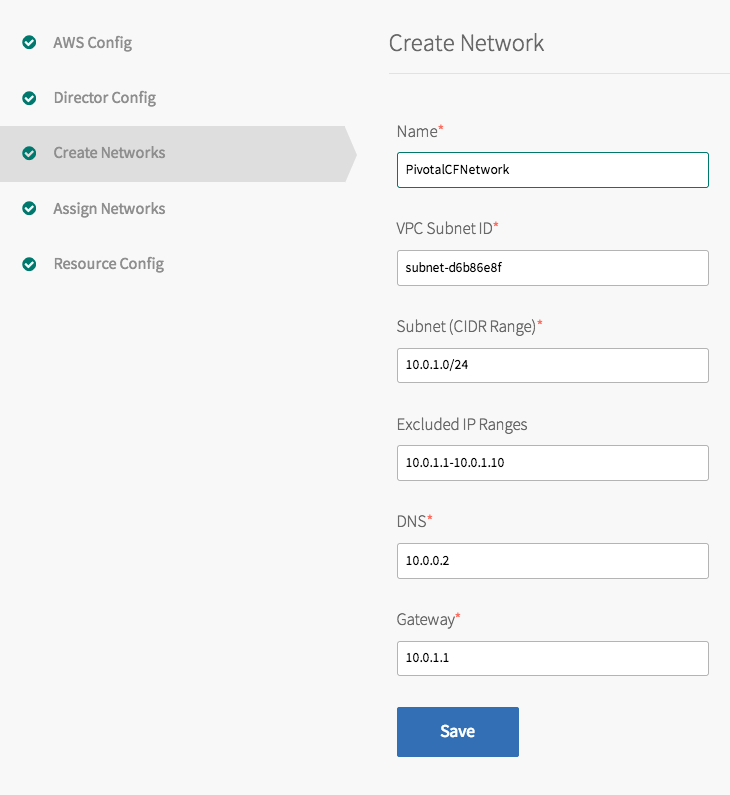 AWS Config
Director Config
Create Networks
Assign Networks
Resource Config
Create Network
Name*
PivotalCFNetwork
VPC Subnet ID*
subnet-d6b86e8f
Subnet (CIDR Range)*
10.0.1.0/24
Excluded IP Ranges
10.0.1.1-10.0.1.10
DNS*
10.0.0.2
Gateway*
10.0.1.1
Save